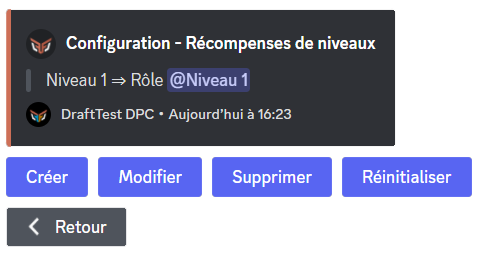 Configuration - Récompenses de niveaux
Niveau 1 ⇒ Rôle @Niveau 1
DraftTest DPC • Aujourd'hui à 16:23
Créer Modifier Supprimer Réinitialiser
Retour